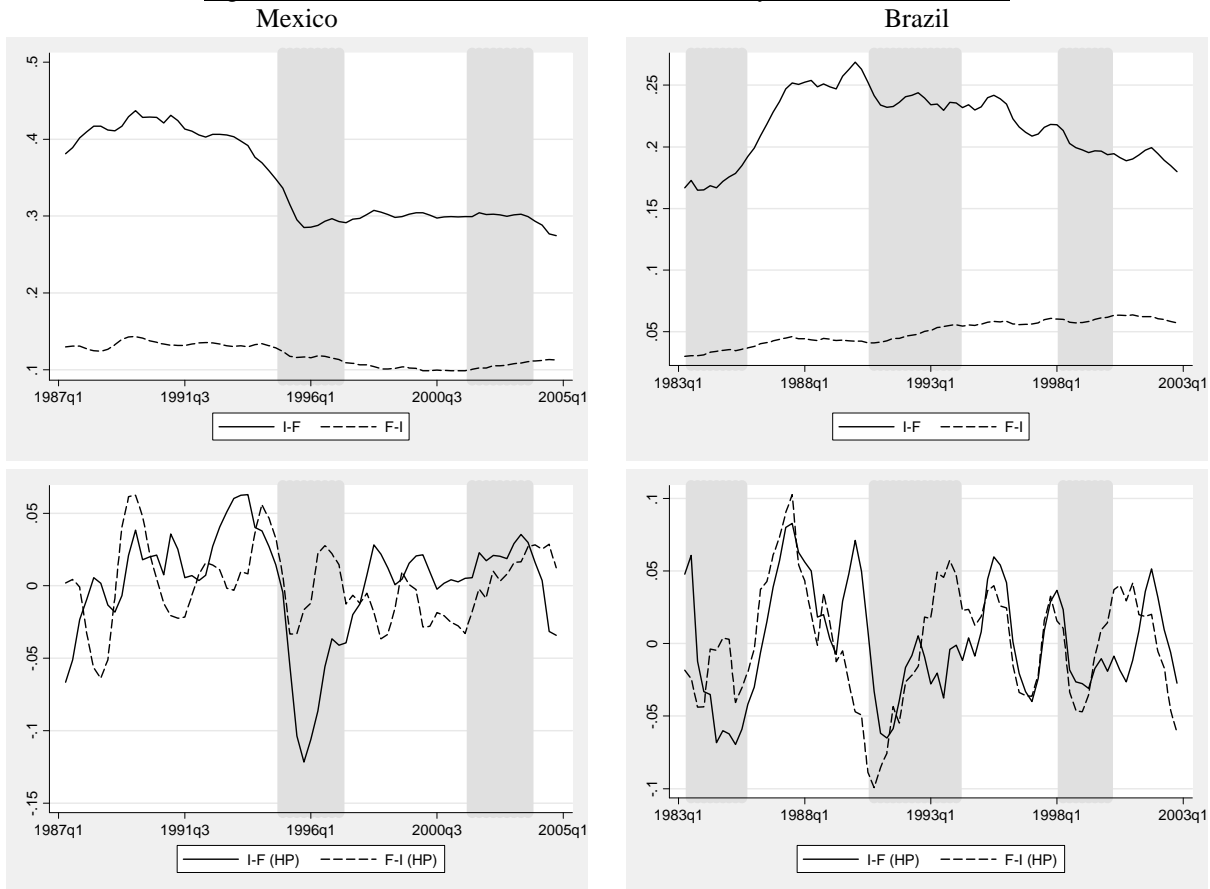 Mexico
Brazil
.5
.4
.3
.2
.1
1987q1 1991q3 1996q1 2000q3 2005q1
I-F F-I
.25
.2
.15
.1
.05
1983q1 1988q1 1993q1 1998q1 2003q1
I-F F-I
.05
0
-.05
-.1
-.15
1987q1 1991q3 1996q1 2000q3 2005q1
I-F (HP) F-I (HP)
.1
.05
0
-.05
-.1
1983q1 1988q1 1993q1 1998q1 2003q1
I-F (HP) F-I (HP)